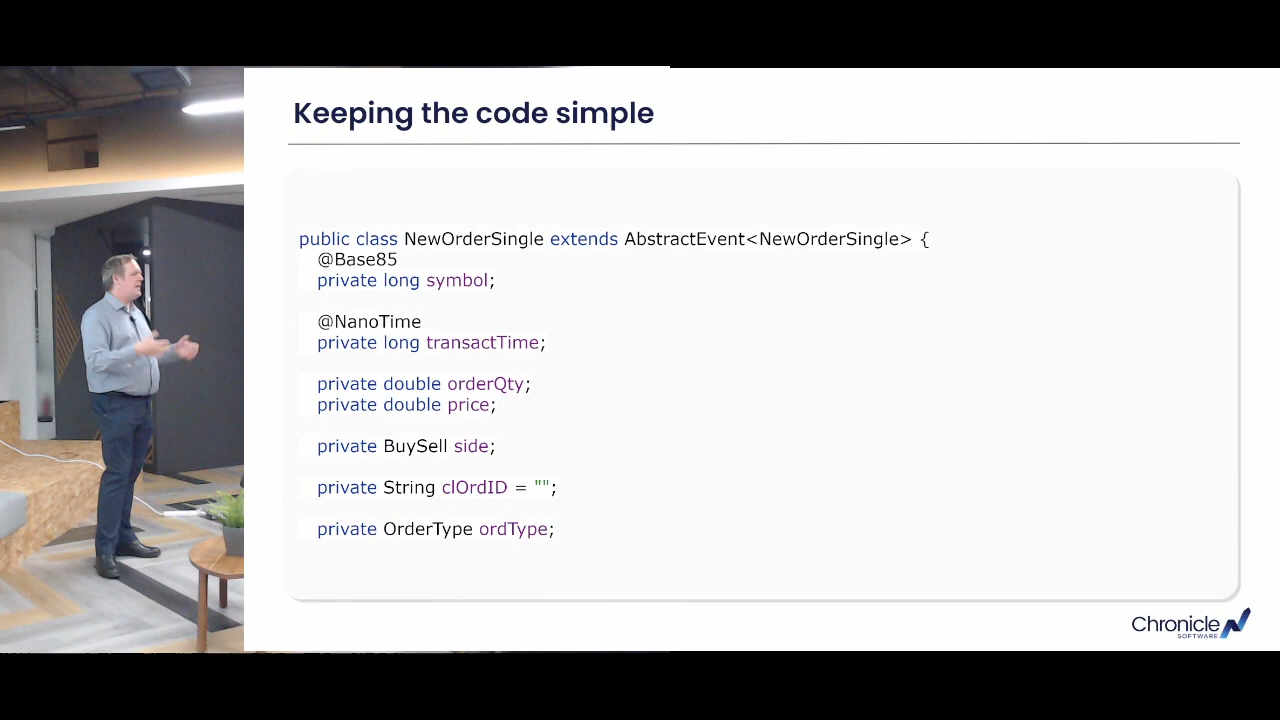 Keeping the code simple
public class NewOrderSingle extends AbstractEvent<NewOrderSingle> {
@Base85
private long symbol;
@NanoTime
private long transactTime;
private double orderQty;
private double price;
private BuySell side;
private String clOrdID = "";
private OrderType ordType;
Chronicle
SOFTWARE